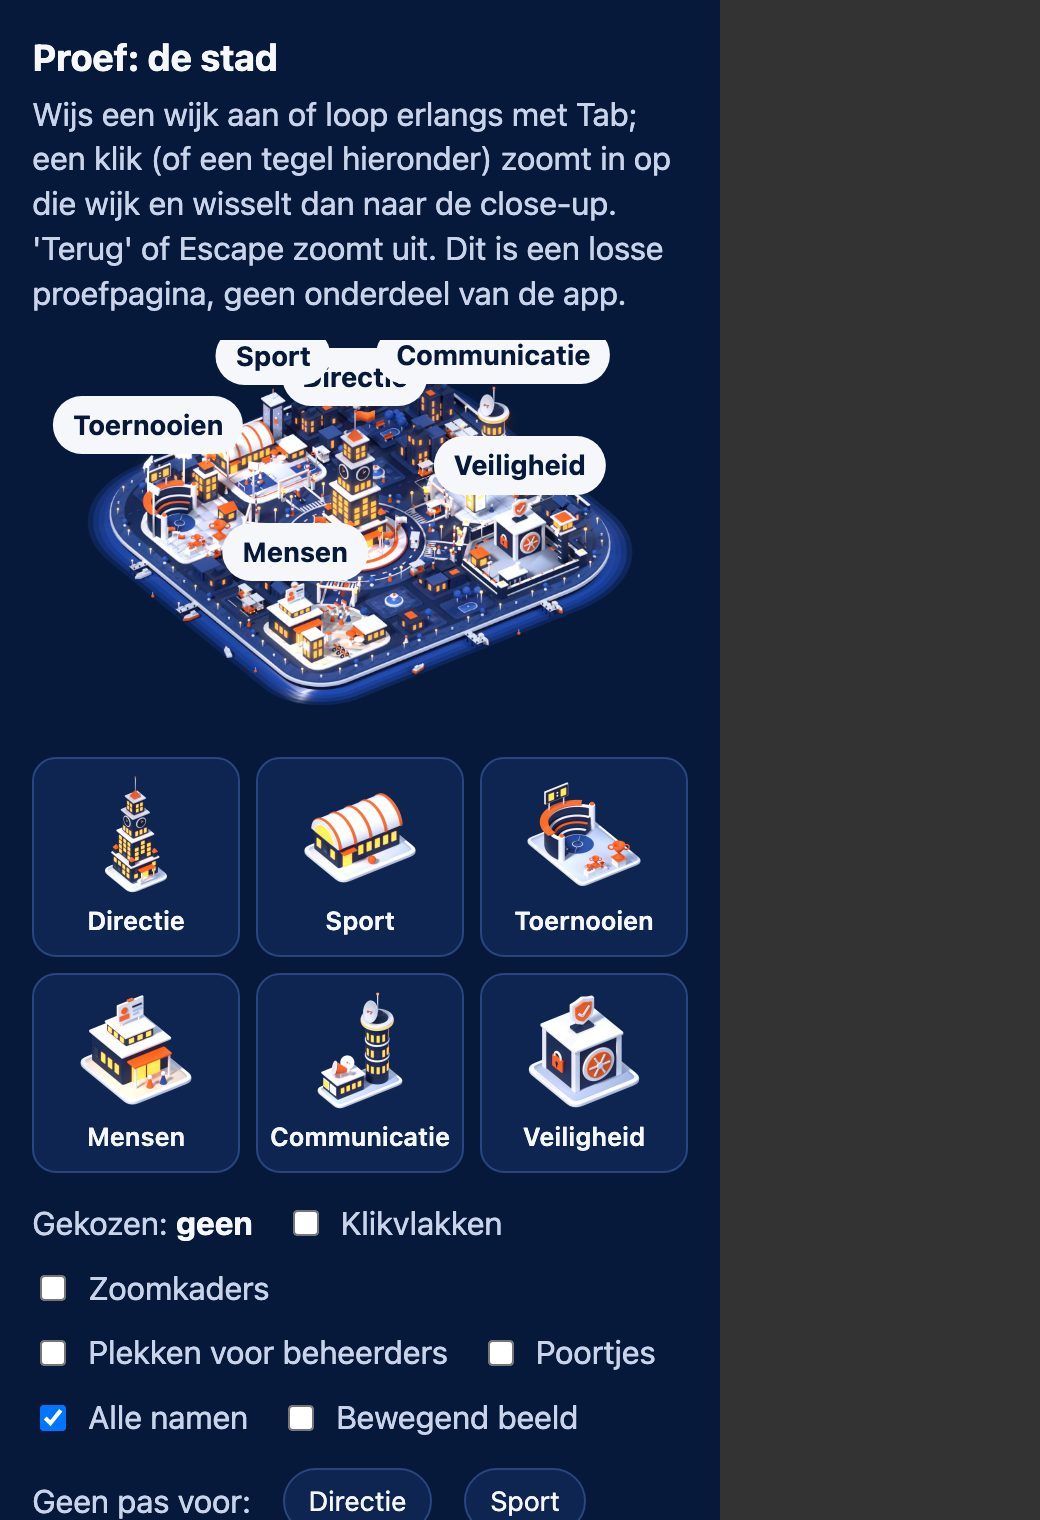 Proef: de stad
Wijs een wijk aan of loop erlangs met Tab;
een klik (of een tegel hieronder) zoomt in op
die wijk en wisselt dan naar de close-up.
'Terug' of Escape zoomt uit. Dit is een losse
proefpagina, geen onderdeel van de app.
Sport
Communicatie
Directie
Toernooien
Veiligheid
Mensen
Directie
Sport
Toernooien
Mensen
Communicatie
Veiligheid
Gekozen: geen Klikvlakken
Zoomkaders
Plekken voor beheerders Poortjes
Alle namen Bewegend beeld
Geen pas voor: Directie Sport